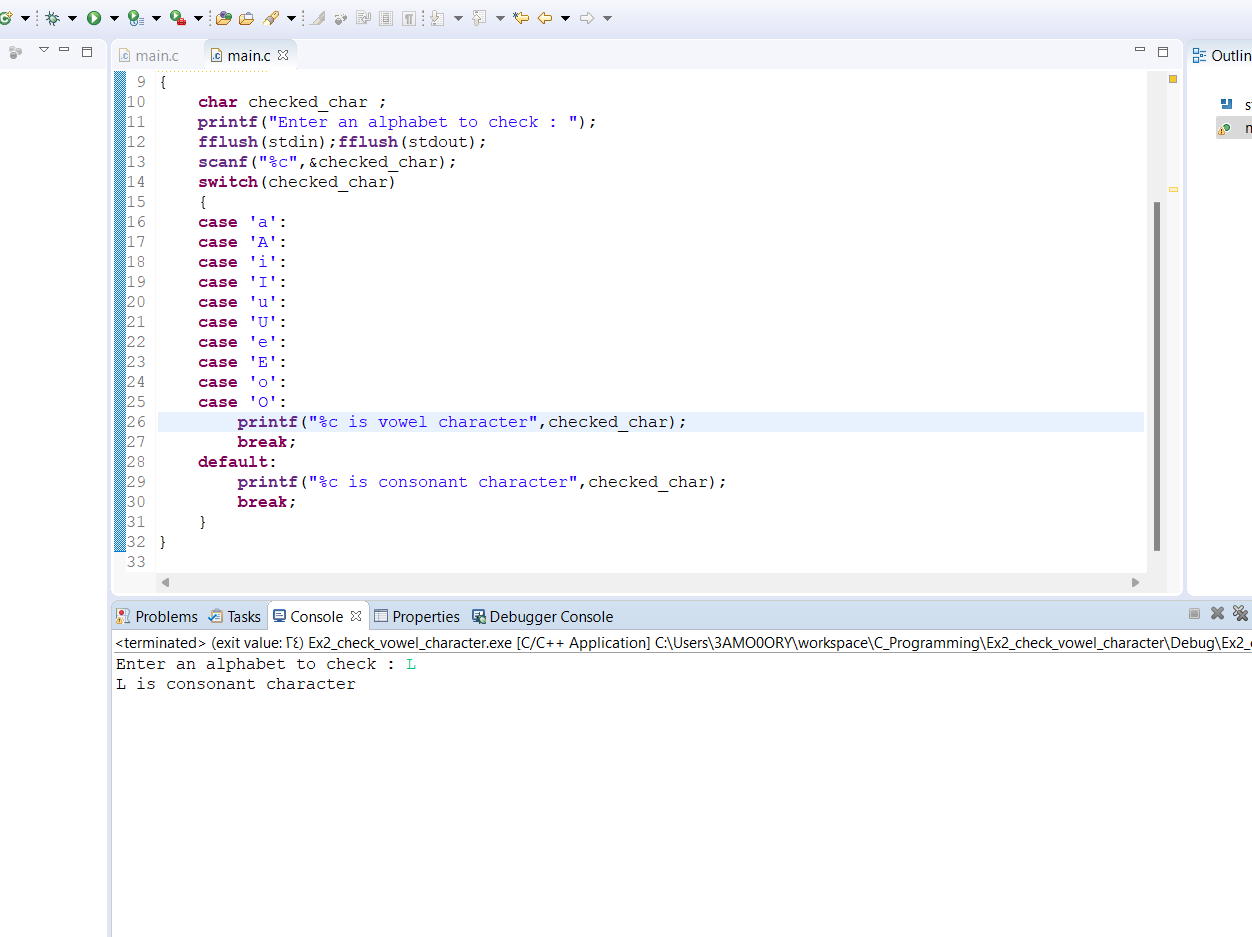 main.c main.c Outlin
9 {
10 char checked_char ;
11 printf("Enter an alphabet to check : ");
12 fflush(stdin);fflush(stdout);
13 scanf("%c",&checked_char);
14 switch(checked_char)
15 {
16 case 'a':
17 case 'A':
18 case 'i':
19 case 'I':
20 case 'u':
21 case 'U':
22 case 'e':
23 case 'E':
24 case 'o':
25 case 'O':
26 printf("%c is vowel character",checked_char);
27 break;
28 default:
29 printf("%c is consonant character",checked_char);
30 break;
31 }
32 }
33
Problems Tasks Console Properties Debugger Console
<terminated> (exit value: ٢٤) Ex2_check_vowel_character.exe [C/C++ Application] C:\Users\3AMO0ORY\workspace\C_Programming\Ex2_check_vowel_character\Debug\Ex2_
Enter an alphabet to check : L
L is consonant character